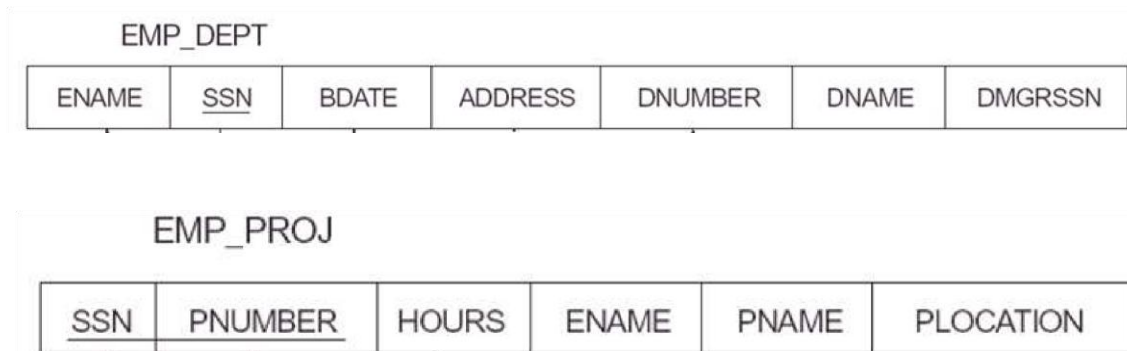 EMP_DEPT
ENAME SSN BDATE ADDRESS DNUMBER DNAME DMGRSSN
EMP_PROJ
SSN PNUMBER HOURS ENAME PNAME PLOCATION